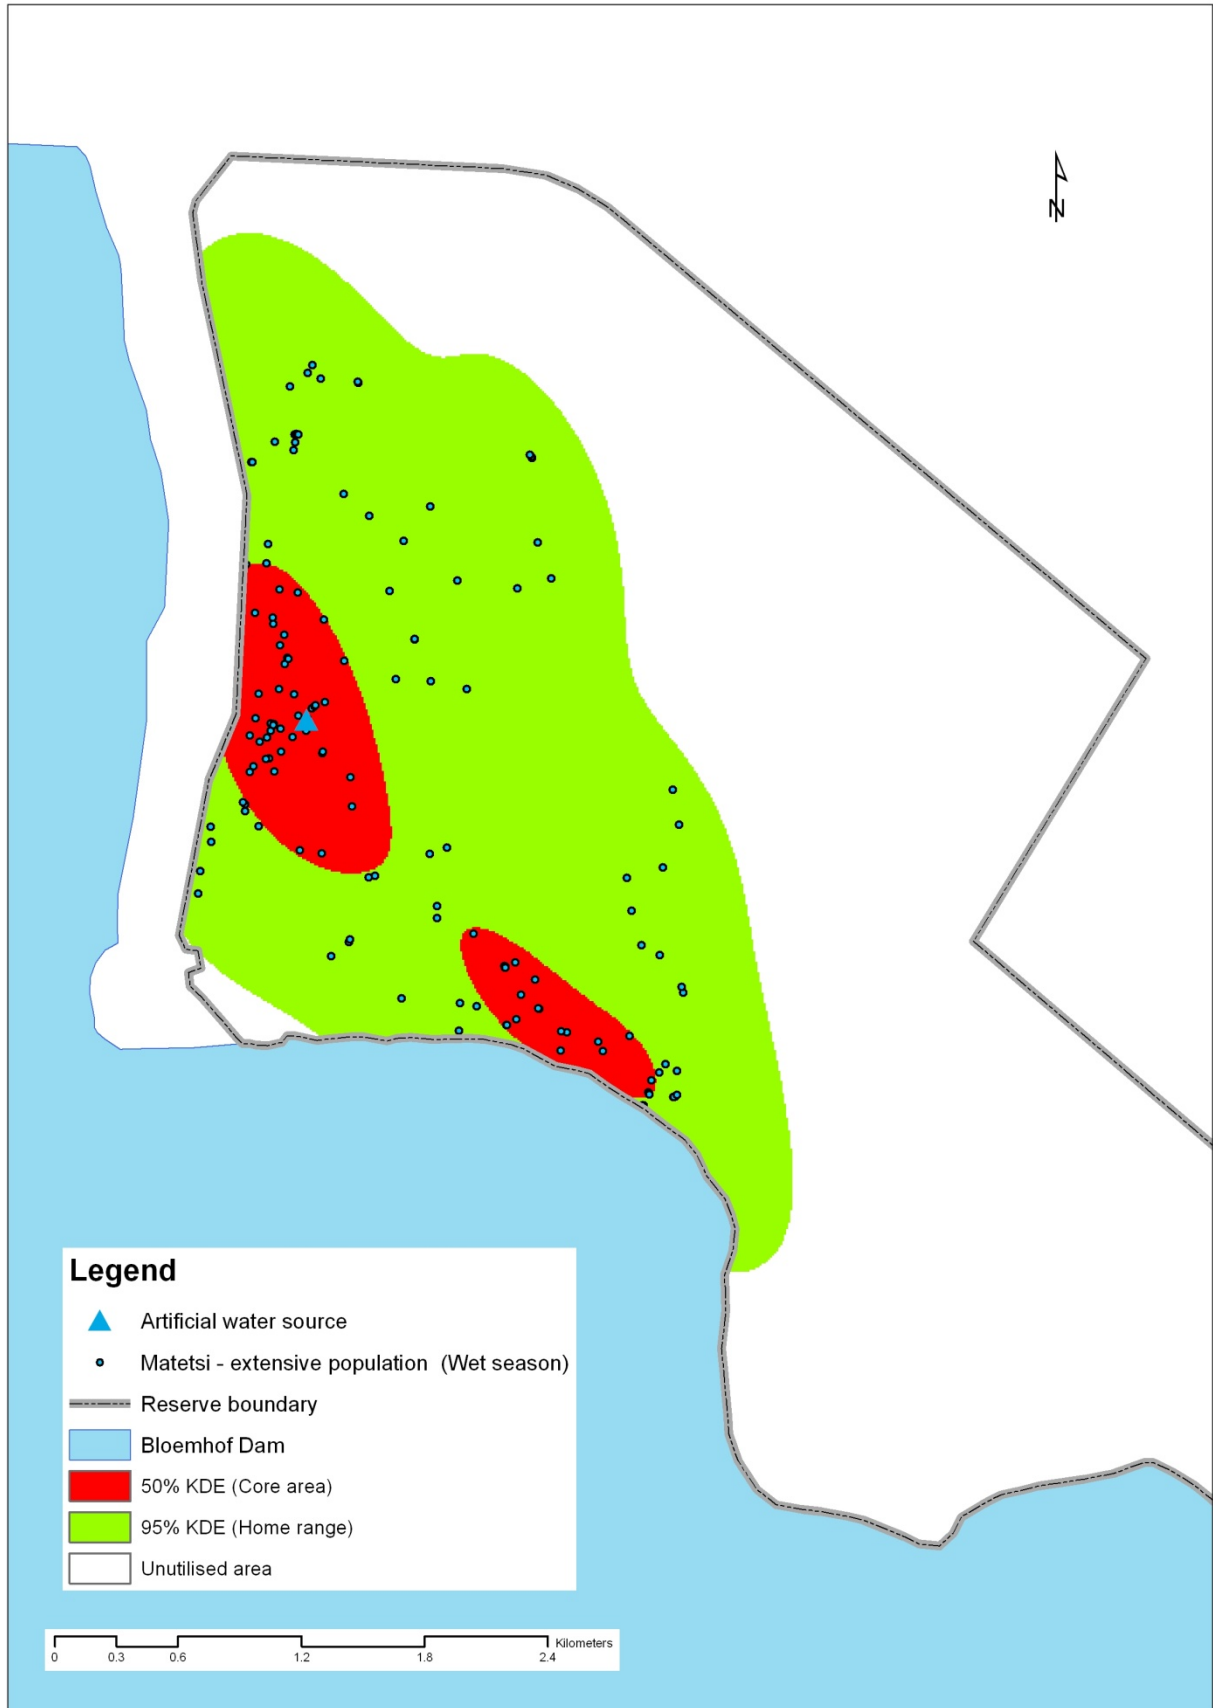 N
Legend
Artificial water source
Matetsi - extensive population (Wet season)
Reserve boundary
Bloemhof Dam
50% KDE (Core area)
95% KDE (Home range)
Unutilised area
Kilometers
0 0.3 0.6 1.2 1.8 2.4